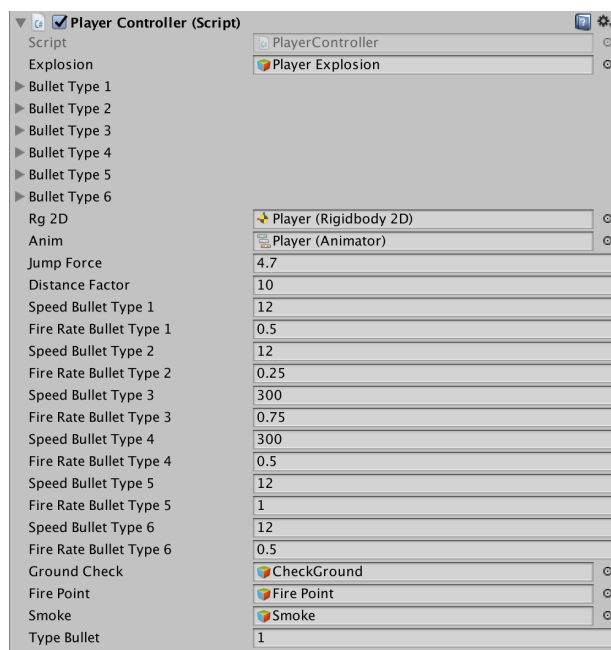 Player Controller (Script)
Script PlayerController
Explosion Player Explosion
Bullet Type 1
Bullet Type 2
Bullet Type 3
Bullet Type 4
Bullet Type 5
Bullet Type 6
Rg 2D Player (Rigidbody 2D)
Anim Player (Animator)
Jump Force 4.7
Distance Factor 10
Speed Bullet Type 1 12
Fire Rate Bullet Type 1 0.5
Speed Bullet Type 2 12
Fire Rate Bullet Type 2 0.25
Speed Bullet Type 3 300
Fire Rate Bullet Type 3 0.75
Speed Bullet Type 4 300
Fire Rate Bullet Type 4 0.5
Speed Bullet Type 5 12
Fire Rate Bullet Type 5 1
Speed Bullet Type 6 12
Fire Rate Bullet Type 6 0.5
Ground Check CheckGround
Fire Point Fire Point
Smoke Smoke
Type Bullet 1